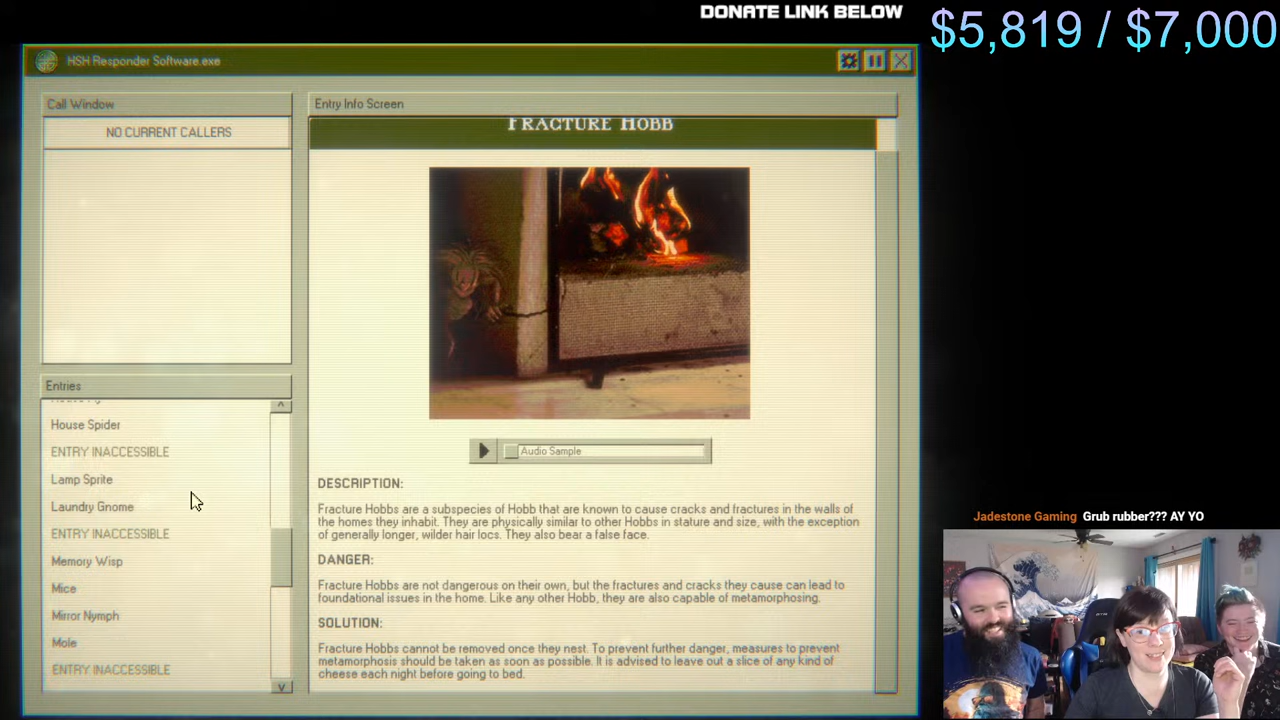 DONATE LINK BELOW
$5,819 / $7,000
HSH Responder Software.exe
Call Window
NO CURRENT CALLERS
Entry Info Screen
FRACTURE HOBB
Audio Sample
DESCRIPTION:
Fracture Hobbs are a subspecies of Hobb that are known to cause cracks and fractures in the walls of
the homes they inhabit. They are physically similar to other Hobbs in stature and size, with the exception
of generally longer, wilder hair locs. They also bear a false face.
DANGER:
Fracture Hobbs are not dangerous on their own, but the fractures and cracks they cause can lead to
foundational issues in the home. Like any other Hobb, they are also capable of metamorphosing.
SOLUTION:
Fracture Hobbs cannot be removed once they nest. To prevent further danger, measures to prevent
metamorphosis should be taken as soon as possible. It is advised to leave out a slice of any kind of
cheese each night before going to bed.
Entries
House Spider
ENTRY INACCESSIBLE
Lamp Sprite
Laundry Gnome
ENTRY INACCESSIBLE
Memory Wisp
Mice
Mirror Nymph
Mole
ENTRY INACCESSIBLE
Jadestone Gaming Grub rubber??? AY YO